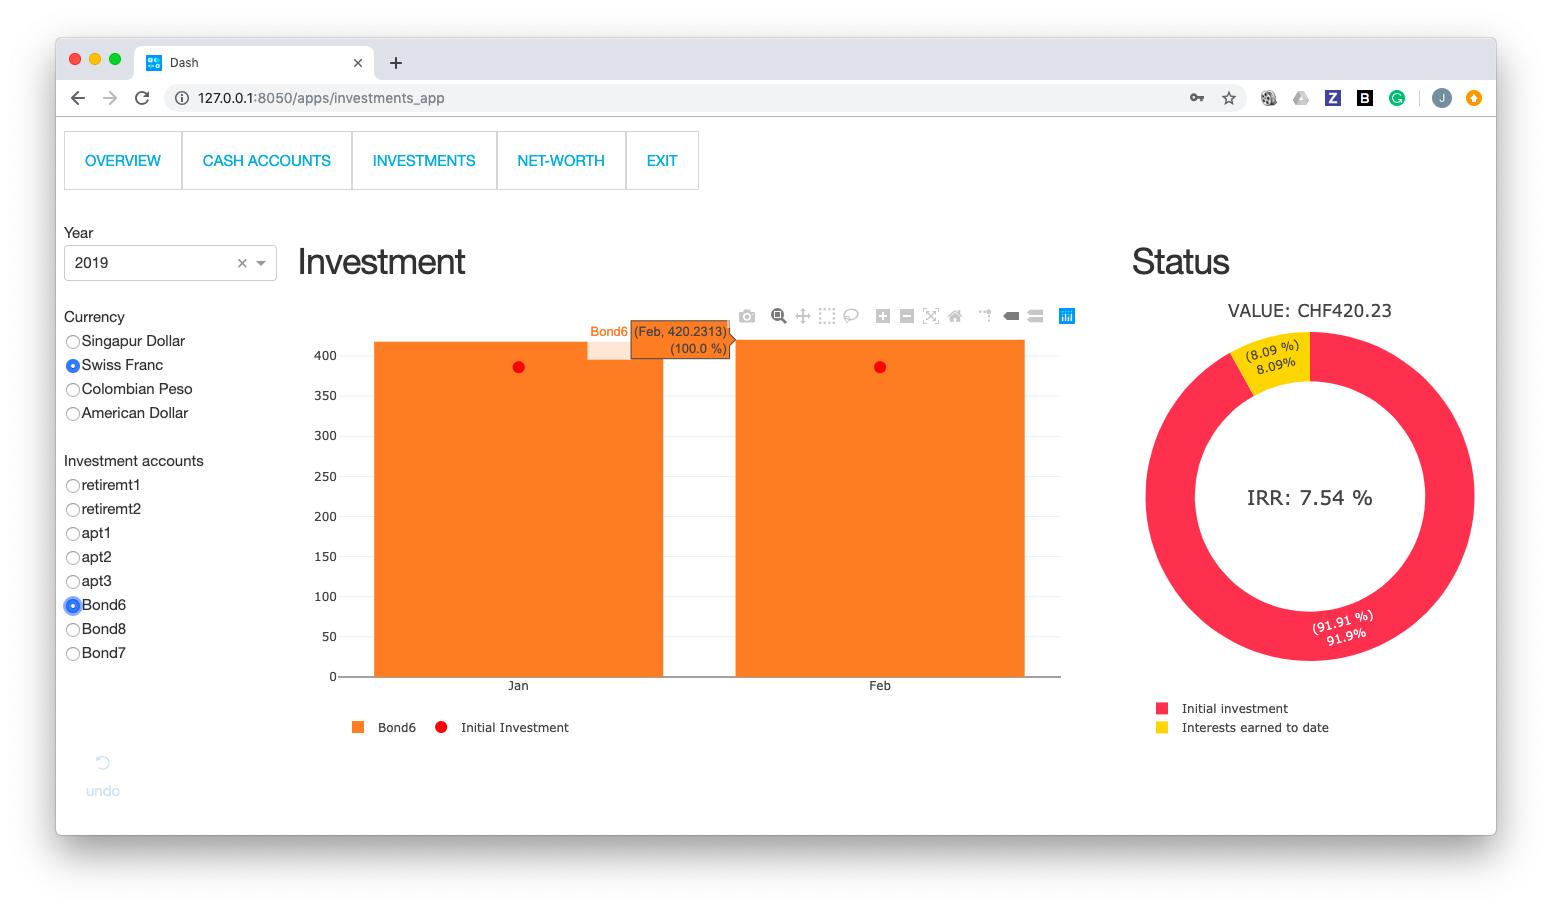 Dash
127.0.0.1:8050/apps/investments_app
Z
B
J
OVERVIEW
CASH ACCOUNTS
INVESTMENTS
NET-WORTH
EXIT
Year
2019
Currency
Singapur Dollar
Swiss Franc
Colombian Peso
American Dollar
Investment accounts
retiremt1
retiremt2
apt1
apt2
apt3
Bond6
Bond8
Bond7
undo
Investment
Bond6
(Feb, 420.2313)
(100.0 %)
400
350
300
250
200
150
100
50
0
Jan
Feb
Bond6
Initial Investment
Status
VALUE: CHF420.23
(8.09 %)
8.09%
IRR: 7.54 %
(91.91 %)
91.9%
Initial investment
Interests earned to date